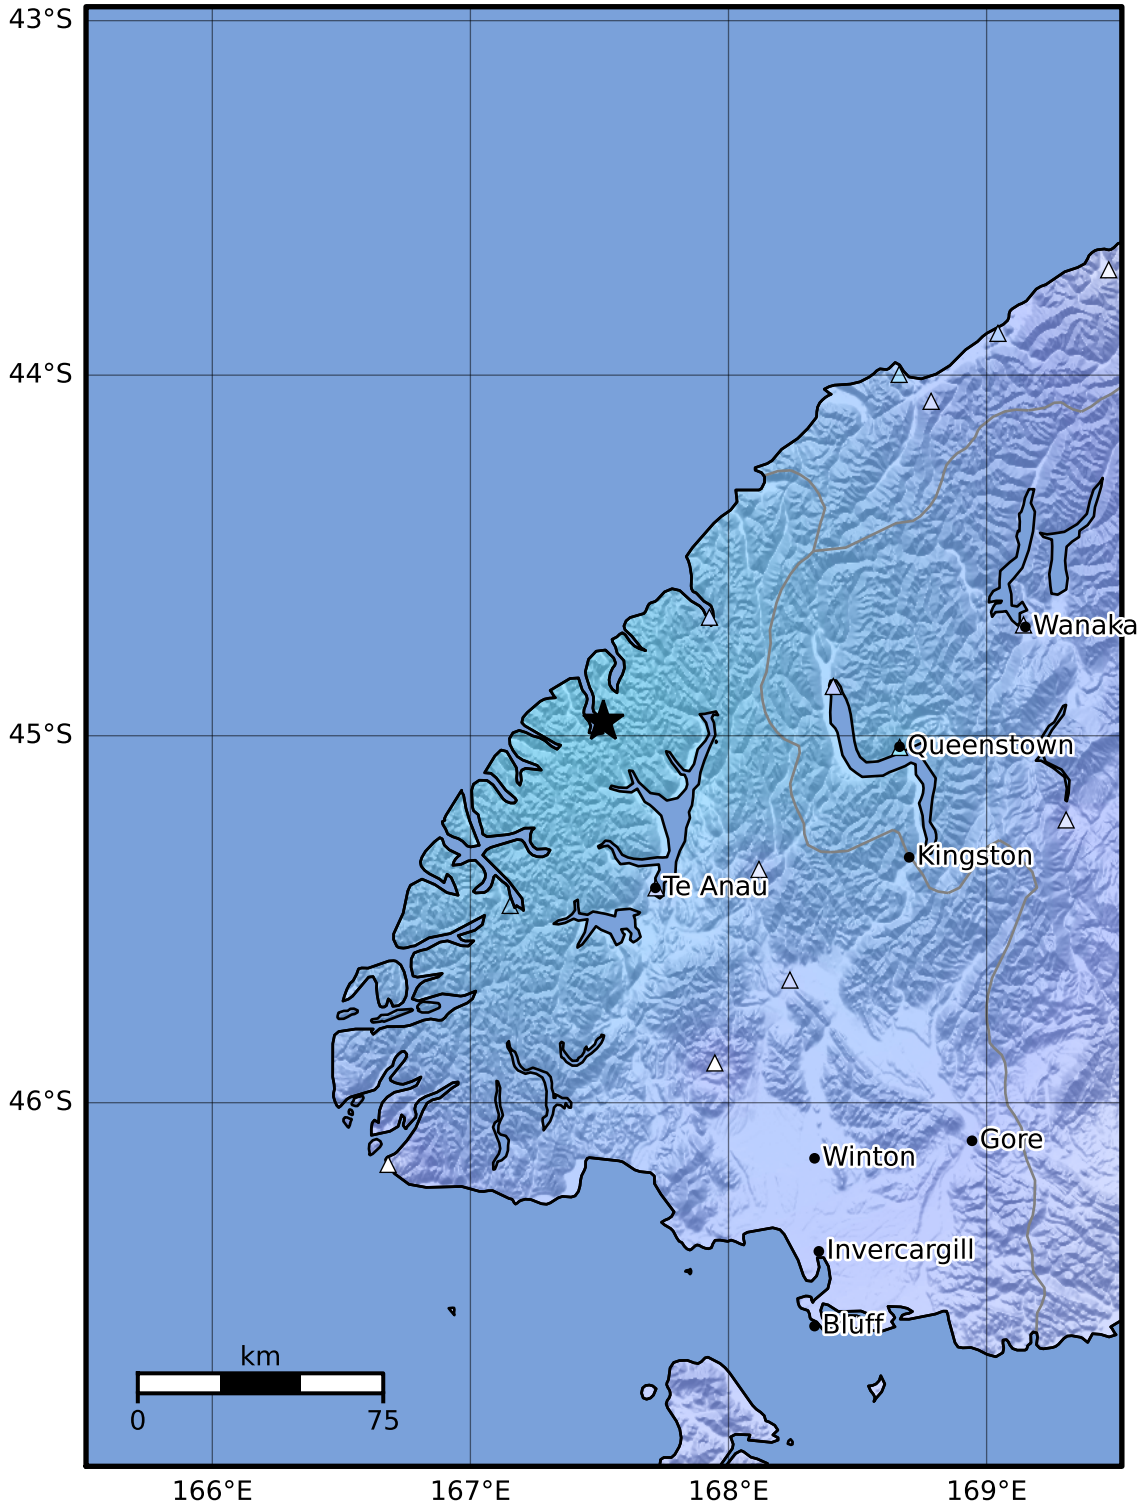 43°S
44°S
Wanaka
45°S
Queenstown
Kingston
Te Anau
46°S
Gore
Winton
Invercargill
Bluff
km
0 75
166°E 167°E 168°E 169°E